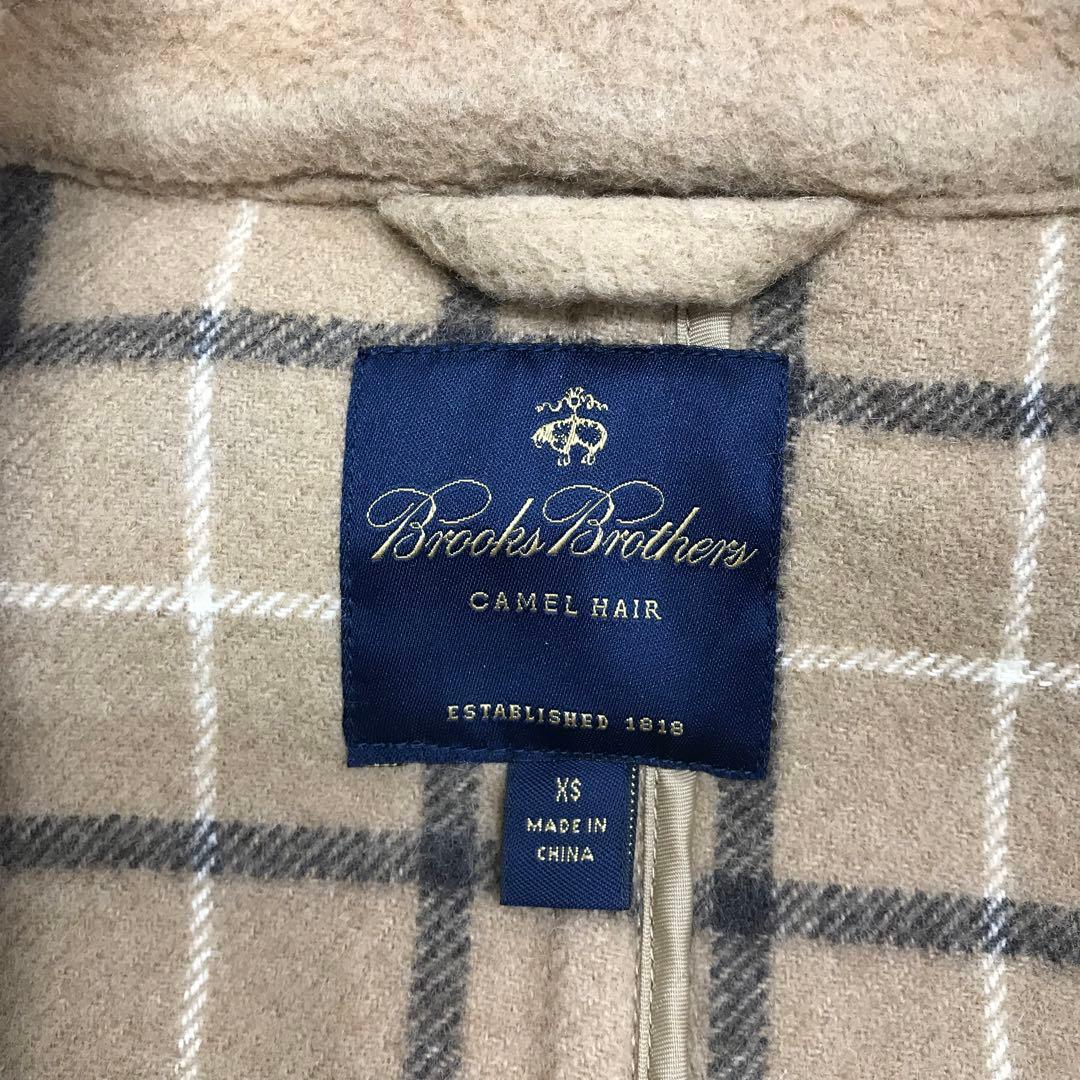 Brooks Brothers
CAMEL HAIR
ESTABLISHED 1818
XS
MADE IN
CHINA